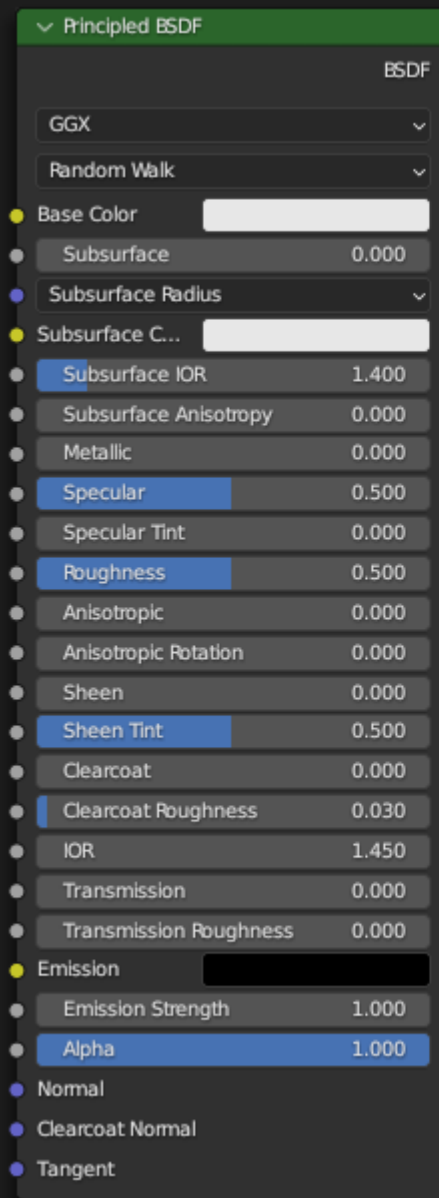 Principled BSDF
BSDF
GGX
Random Walk
Base Color
Subsurface 0.000
Subsurface Radius
Subsurface C...
Subsurface IOR 1.400
Subsurface Anisotropy 0.000
Metallic 0.000
Specular 0.500
Specular Tint 0.000
Roughness 0.500
Anisotropic 0.000
Anisotropic Rotation 0.000
Sheen 0.000
Sheen Tint 0.500
Clearcoat 0.000
Clearcoat Roughness 0.030
IOR 1.450
Transmission 0.000
Transmission Roughness 0.000
Emission
Emission Strength 1.000
Alpha 1.000
Normal
Clearcoat Normal
Tangent